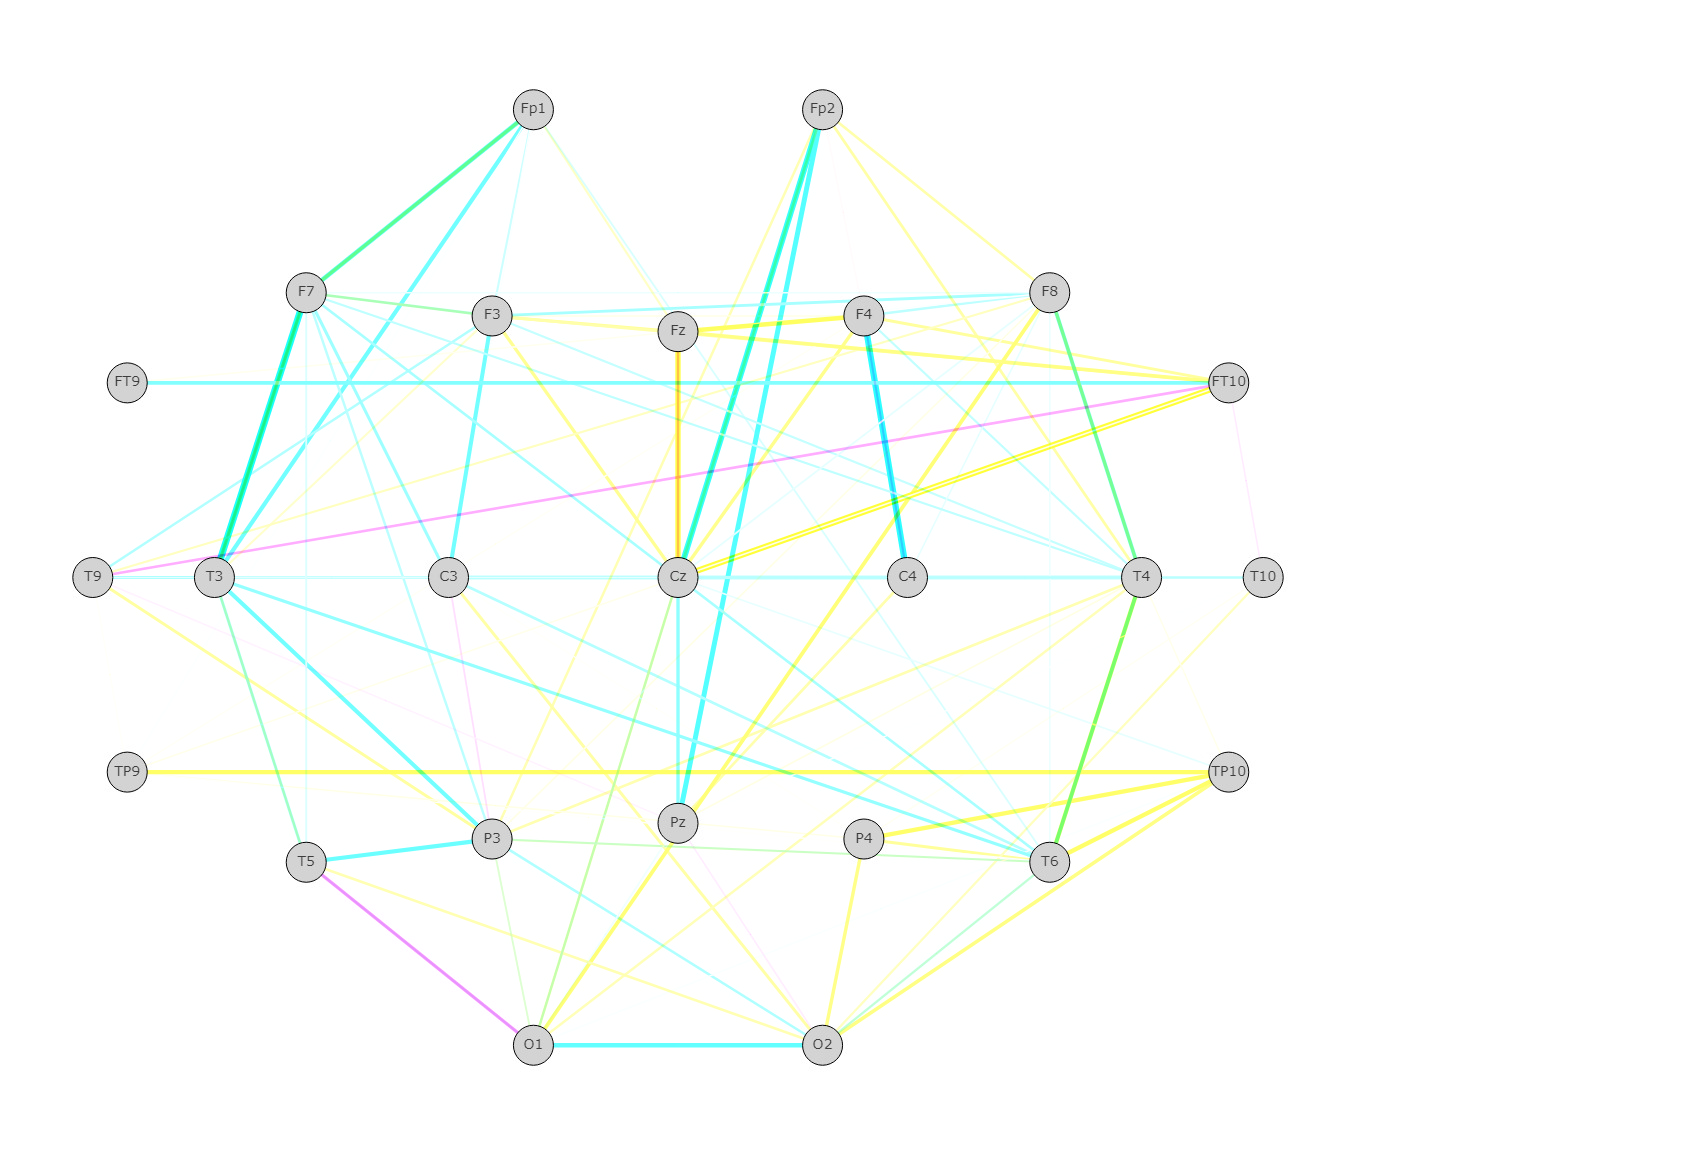 Fp1 Fp2
F7 F3 Fz F4 F8
FT9 FT10
T9 T3 C3 Cz C4 T4 T10
TP9 TP10
T5 P3 Pz P4 T6
O1 O2